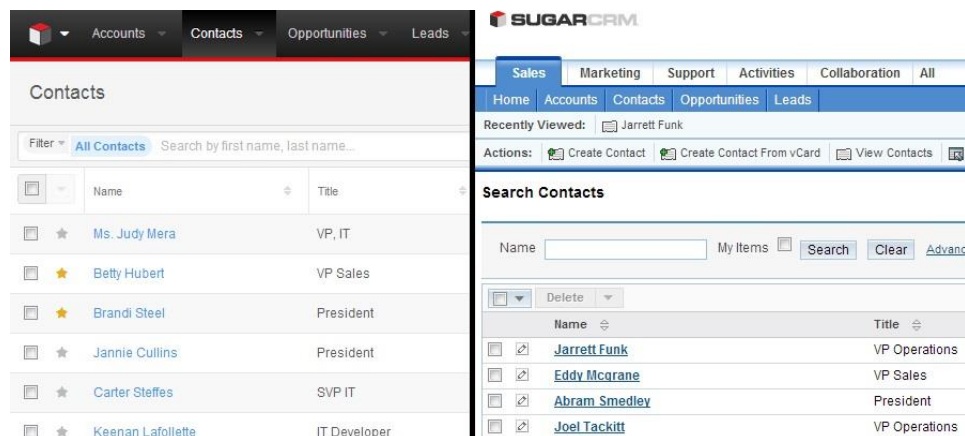 Accounts Contacts Opportunities Leads
Contacts
Filter All Contacts Search by first name, last name...
Name Title
Ms. Judy Mera VP, IT
Betty Hubert VP Sales
Brandi Steel President
Jannie Cullins President
Carter Steffes SVP IT
Keenan Lafollette IT Developer
SUGARCRM
Sales Marketing Support Activities Collaboration All
Home Accounts Contacts Opportunities Leads
Recently Viewed: Jarrett Funk
Actions: Create Contact Create Contact From vCard View Contacts
Search Contacts
Name My Items Search Clear Advanc
Delete
Name Title
Jarrett Funk VP Operations
Eddy Mcgrane VP Sales
Abram Smedley President
Joel Tackitt VP Operations